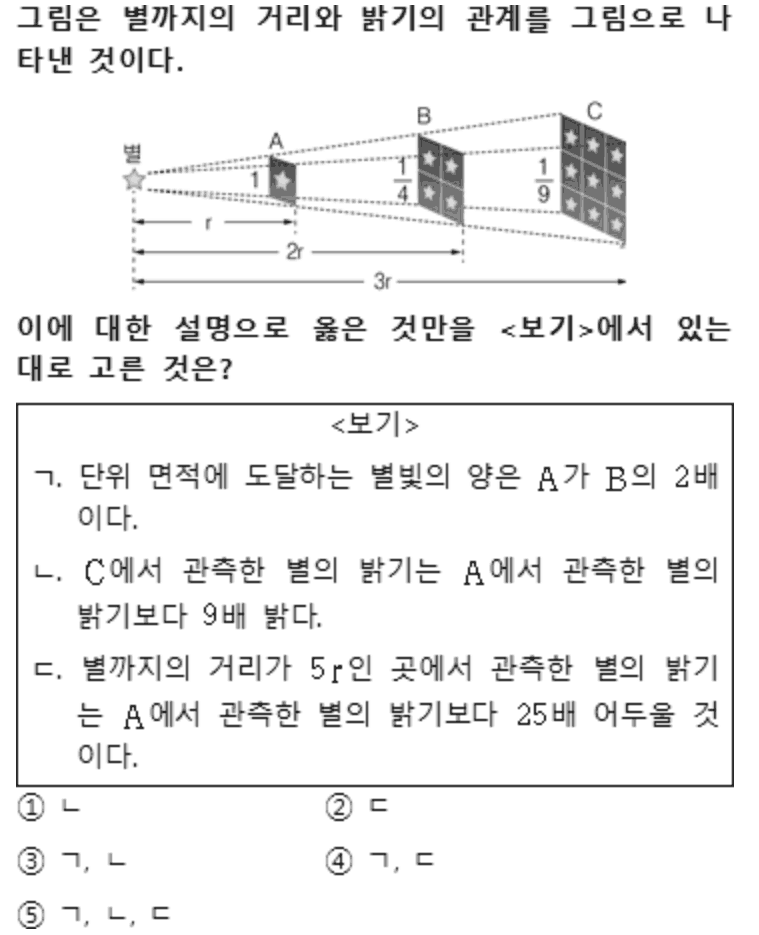 그림은 별까지의 거리와 밝기의 관계를 그림으로 나
타낸 것이다.
별
A
B
C
1
1/4
1/9
r
2r
3r
이에 대한 설명으로 옳은 것만을 <보기>에서 있는
대로 고른 것은?
<보기>
ㄱ. 단위 면적에 도달하는 별빛의 양은 A가 B의 2배
이다.
ㄴ. C에서 관측한 별의 밝기는 A에서 관측한 별의
밝기보다 9배 밝다.
ㄷ. 별까지의 거리가 5r인 곳에서 관측한 별의 밝기
는 A에서 관측한 별의 밝기보다 25배 어두울 것
이다.
① ㄴ ② ㄷ
③ ㄱ, ㄴ ④ ㄱ, ㄷ
⑤ ㄱ, ㄴ, ㄷ